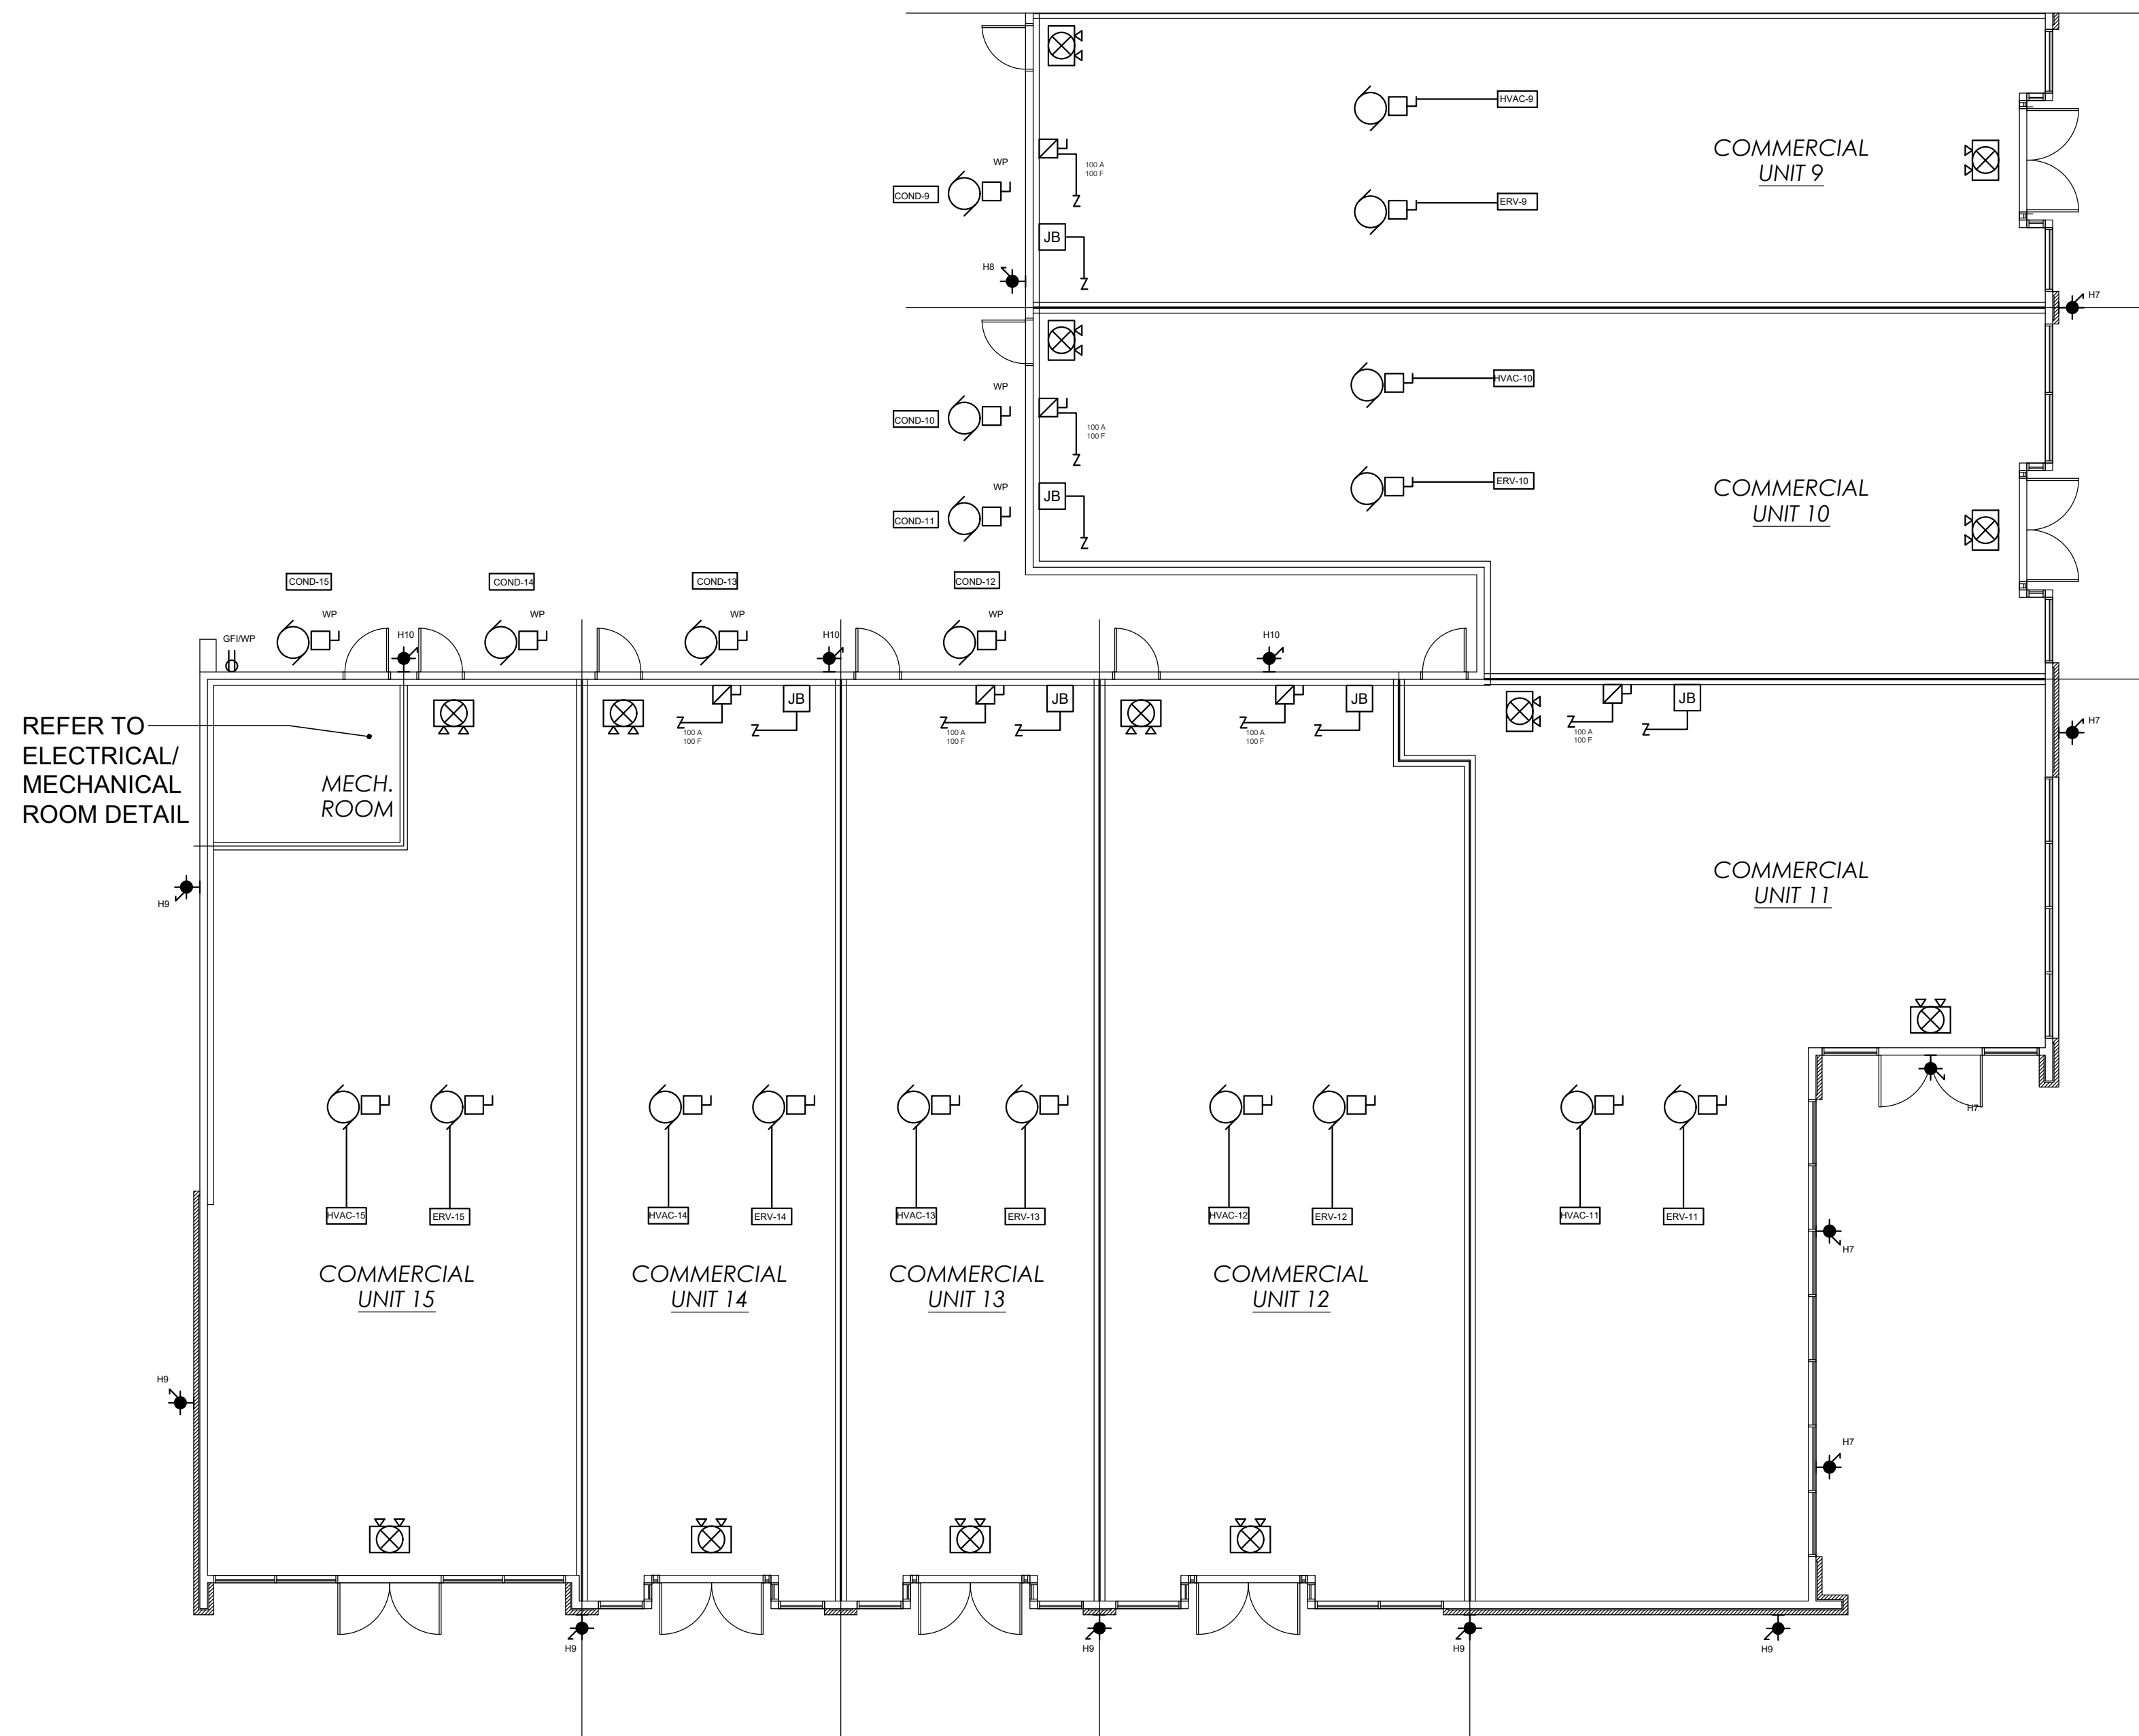 HVAC-9
COMMERCIAL
UNIT 9
WP
100 A
100 F
COND-9
ERV-9
JB
H8
H7
HVAC-10
WP
COND-10
100 A
100 F
ERV-10
COMMERCIAL
UNIT 10
WP
JB
COND-11
COND-15
COND-14
COND-13
COND-12
WP
WP
WP
WP
GFI/WP
H10
H10
H10
JB
JB
JB
JB
100 A
100 F
100 A
100 F
100 A
100 F
100 A
100 F
H7
REFER TO
ELECTRICAL/
MECHANICAL
ROOM DETAIL
MECH.
ROOM
COMMERCIAL
UNIT 11
H9
H7
HVAC-15
ERV-15
HVAC-14
ERV-14
HVAC-13
ERV-13
HVAC-12
ERV-12
HVAC-11
ERV-11
H7
COMMERCIAL
UNIT 15
COMMERCIAL
UNIT 14
COMMERCIAL
UNIT 13
COMMERCIAL
UNIT 12
H9
H7
H9
H9
H9
H9